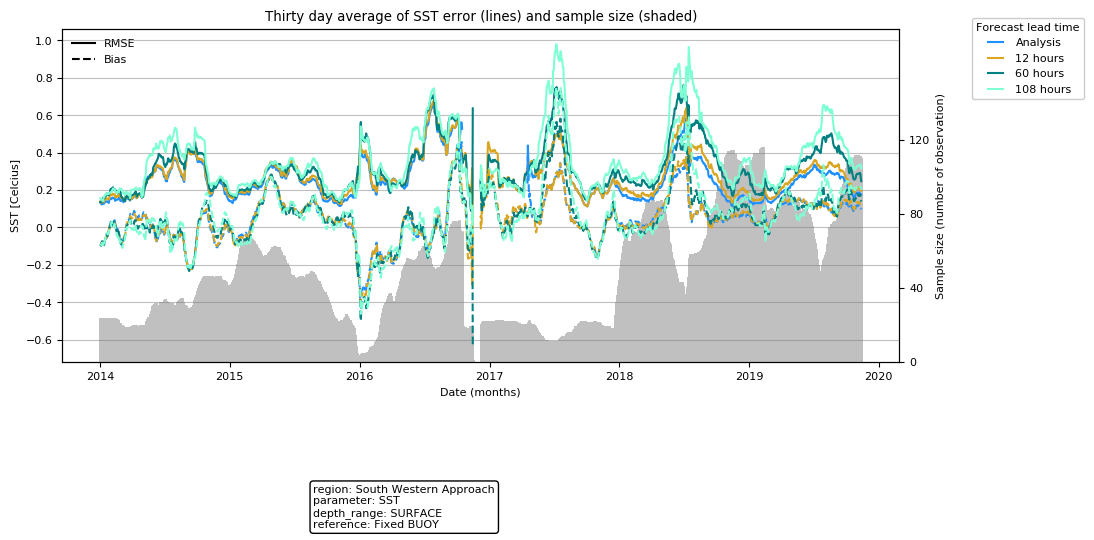 Thirty day average of SST error (lines) and sample size (shaded)
RMSE
Bias
Forecast lead time
Analysis
12 hours
60 hours
108 hours
SST [Celcius]
1.0
0.8
0.6
0.4
0.2
0.0
−0.2
−0.4
−0.6
Sample size (number of observation)
120
80
40
0
2014
2015
2016
2017
2018
2019
2020
Date (months)
region: South Western Approach
parameter: SST
depth_range: SURFACE
reference: Fixed BUOY